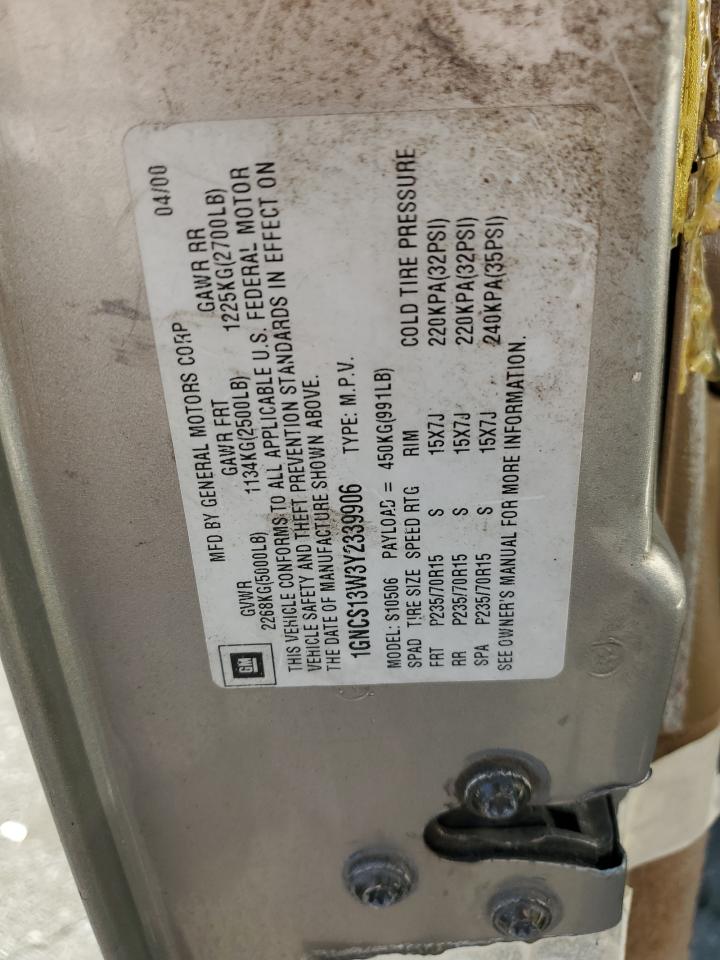 MFD BY GENERAL MOTORS CORP 04/00
GVWR GAWR FRT GAWR RR
2268KG(5000LB) 1134KG(2500LB) 1225KG(2700LB)
THIS VEHICLE CONFORMS TO ALL APPLICABLE U.S. FEDERAL MOTOR
VEHICLE SAFETY AND THEFT PREVENTION STANDARDS IN EFFECT ON
THE DATE OF MANUFACTURE SHOWN ABOVE.
GM
1GNCS13W3Y2339906 TYPE: M.P.V.
MODEL: S10506 PAYLOAD = 450KG(991LB)
SPAD TIRE SIZE SPEED RTG RIM COLD TIRE PRESSURE
FRT P235/70R15 S 15X7J 220KPA(32PSI)
RR P235/70R15 S 15X7J 220KPA(32PSI)
SPA P235/70R15 S 15X7J 240KPA(35PSI)
SEE OWNER'S MANUAL FOR MORE INFORMATION.